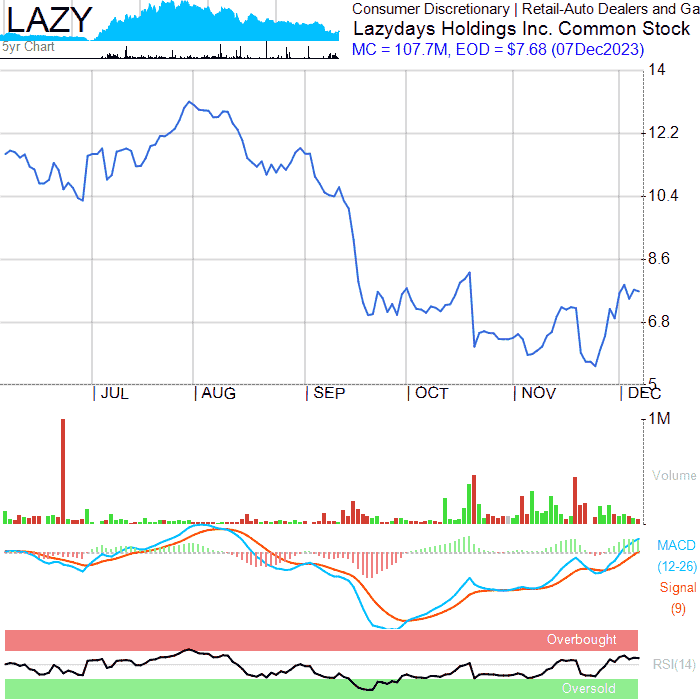 LAZY
5yr Chart
Consumer Discretionary | Retail-Auto Dealers and Ga
Lazydays Holdings Inc. Common Stock
MC = 107.7M, EOD = $7.68 (07Dec2023)
14
12.2
10.4
8.6
6.8
5
JUL AUG SEP OCT NOV DEC
1M
Volume
MACD
(12-26)
Signal
(9)
Overbought
RSI(14)
Oversold